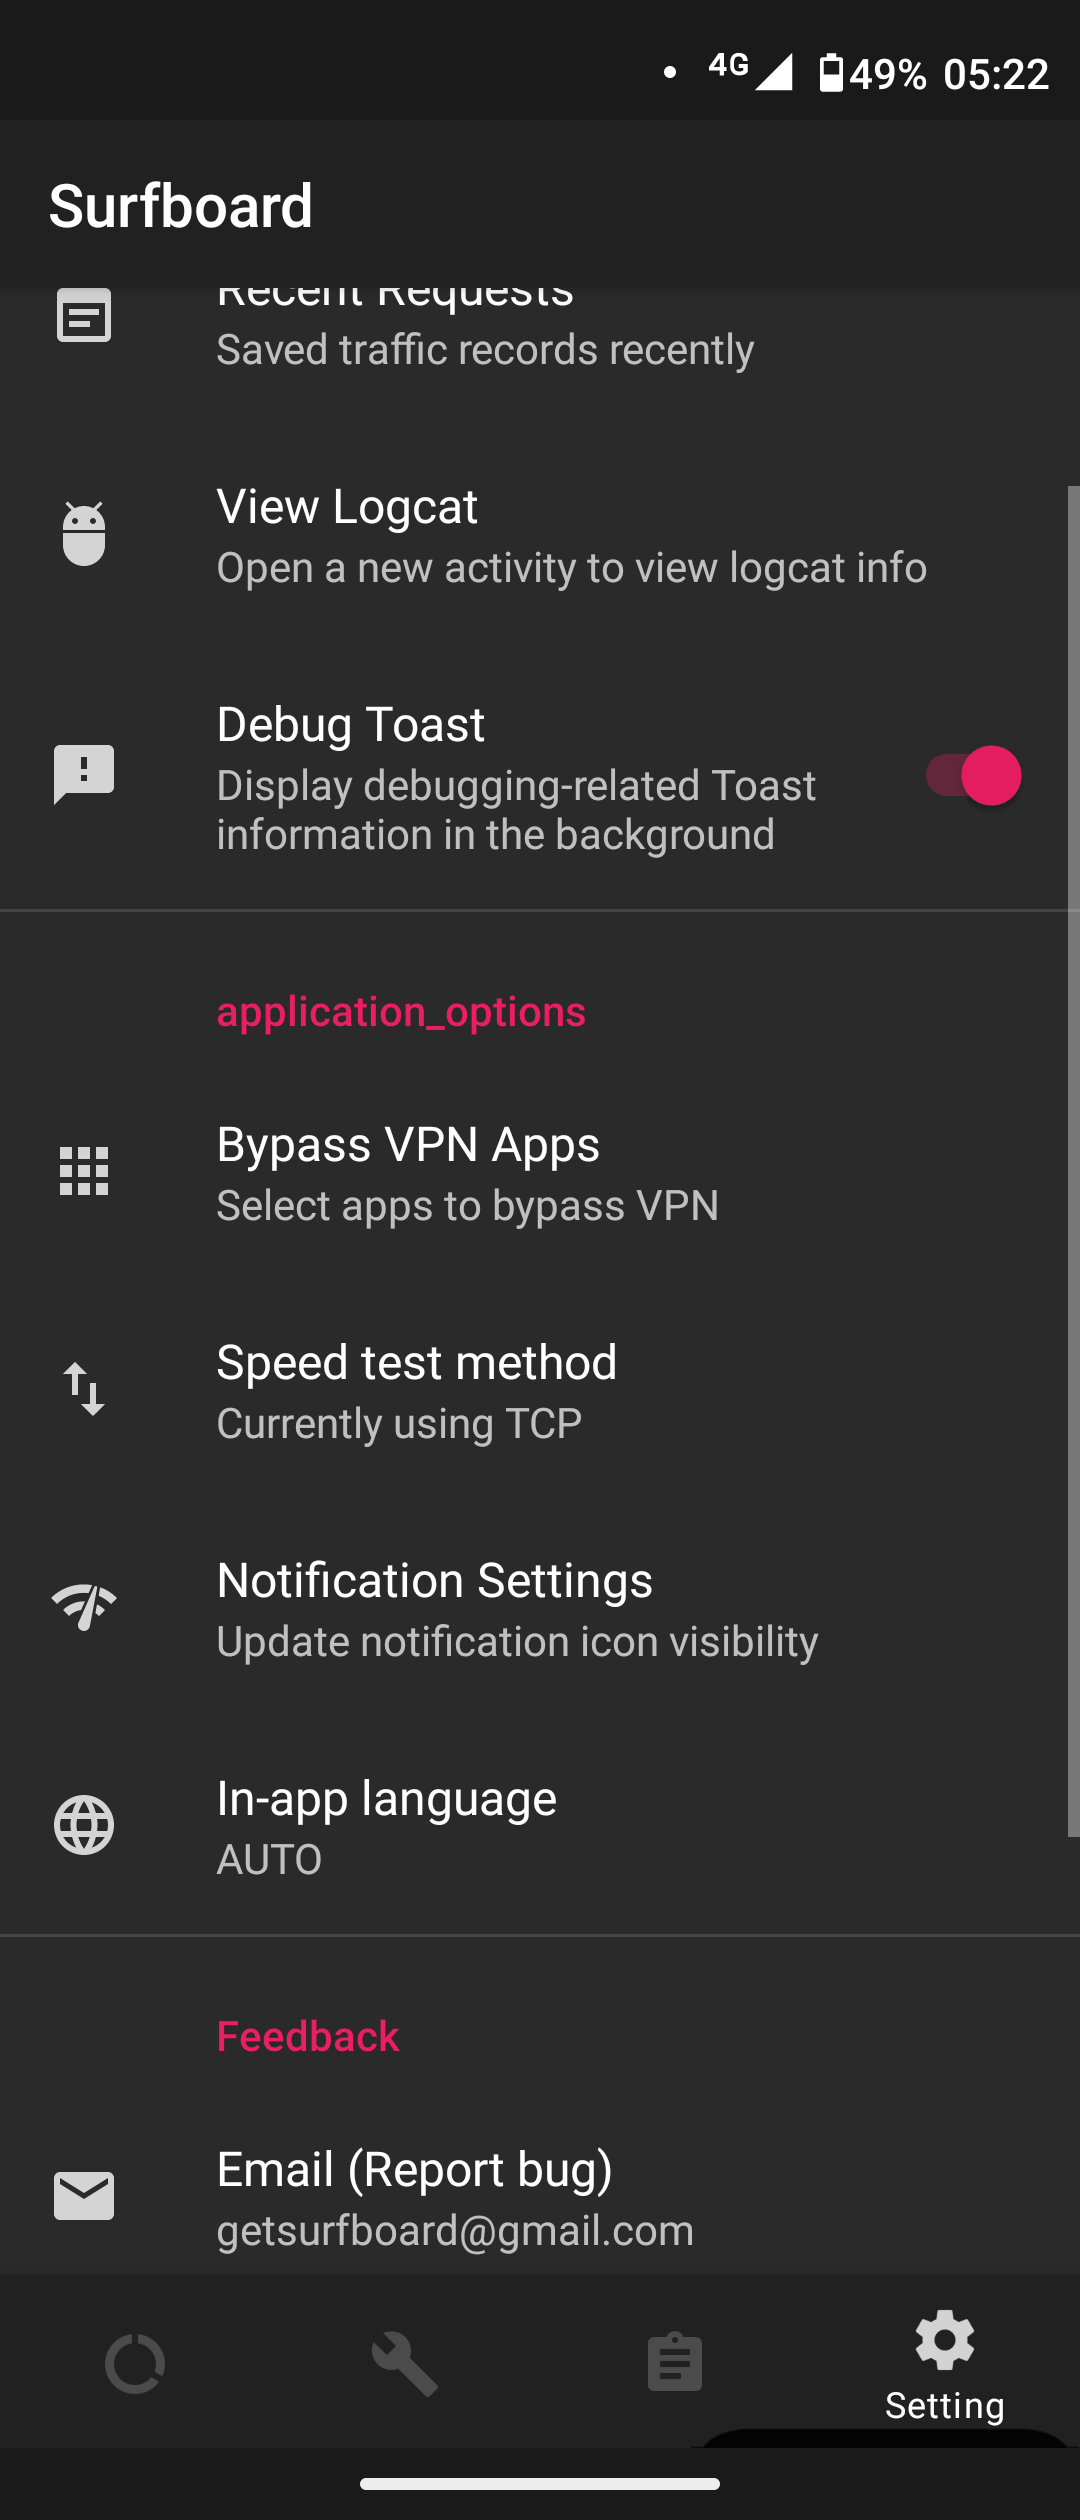 4G 49% 05:22
Surfboard
Recent Requests
Saved traffic records recently
View Logcat
Open a new activity to view logcat info
Debug Toast
Display debugging-related Toast
information in the background
application_options
Bypass VPN Apps
Select apps to bypass VPN
Speed test method
Currently using TCP
Notification Settings
Update notification icon visibility
In-app language
AUTO
Feedback
Email (Report bug)
getsurfboard@gmail.com
Setting